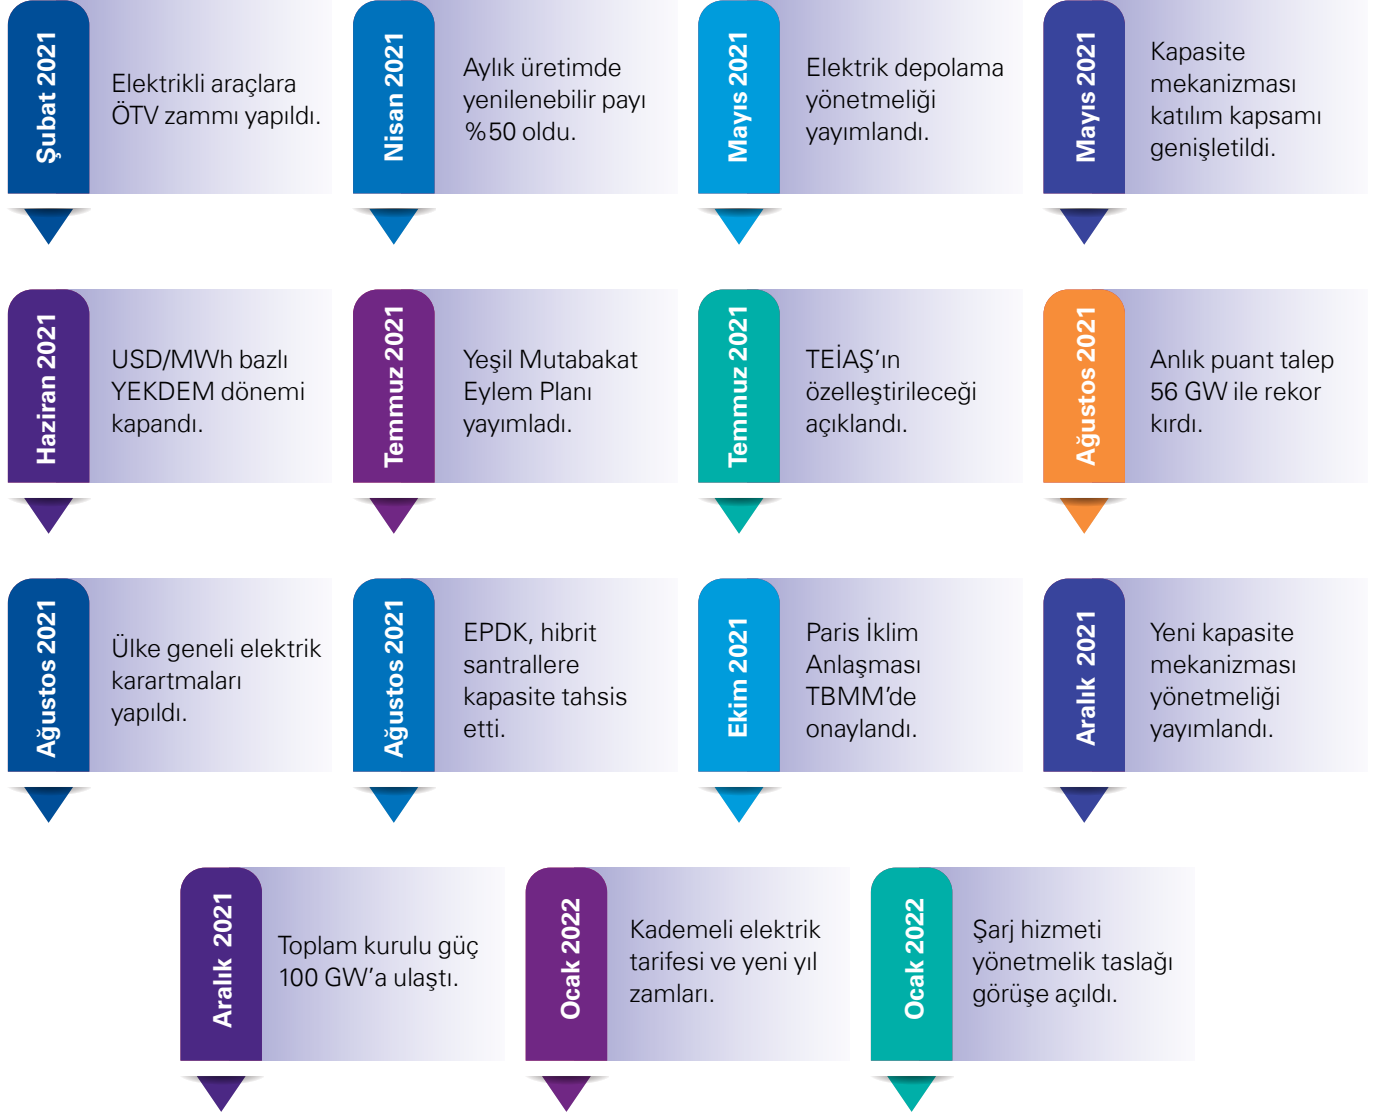 Şubat 2021
Elektrikli araçlara
ÖTV zammı yapıldı.
Nisan 2021
Aylık üretimde
yenilenebilir payı
%50 oldu.
Mayıs 2021
Elektrik depolama
yönetmeliği
yayımlandı.
Mayıs 2021
Kapasite
mekanizması
katılım kapsamı
genişletildi.
Haziran 2021
USD/MWh bazlı
YEKDEM dönemi
kapandı.
Temmuz 2021
Yeşil Mutabakat
Eylem Planı
yayımladı.
Temmuz 2021
TEİAŞ’ın
özelleştirileceği
açıklandı.
Ağustos 2021
Anlık puant talep
56 GW ile rekor
kırdı.
Ağustos 2021
Ülke geneli elektrik
karartmaları
yapıldı.
Ağustos 2021
EPDK, hibrit
santrallere
kapasite tahsis
etti.
Ekim 2021
Paris İklim
Anlaşması
TBMM’de
onaylandı.
Aralık 2021
Yeni kapasite
mekanizması
yönetmeliği
yayımlandı.
Aralık 2021
Toplam kurulu güç
100 GW’a ulaştı.
Ocak 2022
Kademeli elektrik
tarifesi ve yeni yıl
zamları.
Ocak 2022
Şarj hizmeti
yönetmelik taslağı
görüşe açıldı.